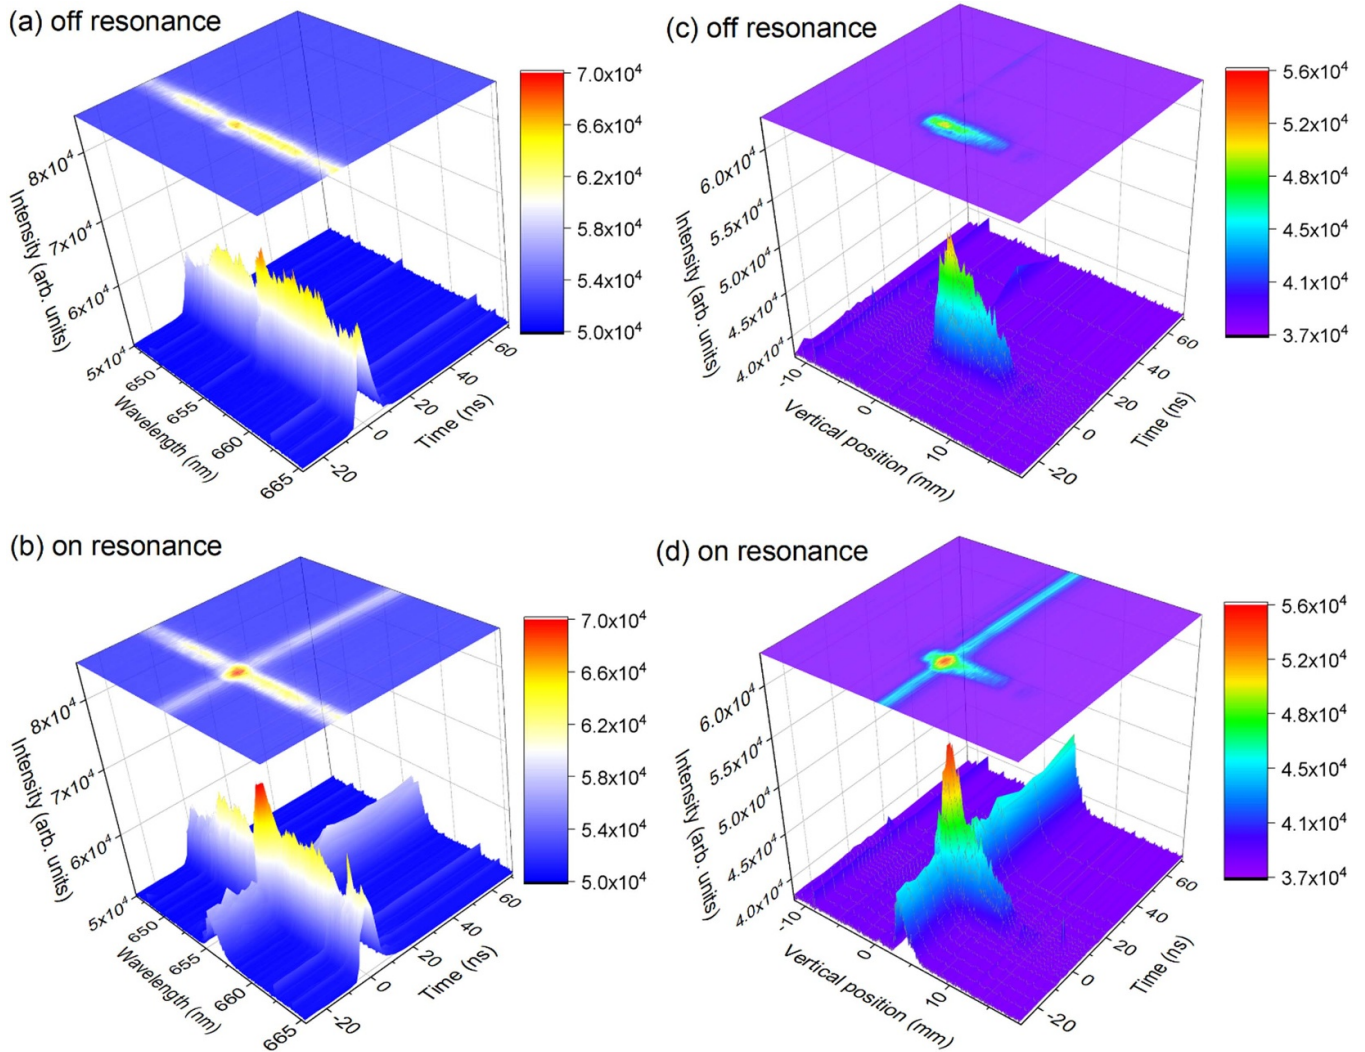 (a) off resonance
8x10⁴
7x10⁴
6x10⁴
5x10⁴
Intensity (arb. units)
650
655
660
665
Wavelength (nm)
-20
0
20
40
60
Time (ns)
7.0x10⁴
6.6x10⁴
6.2x10⁴
5.8x10⁴
5.4x10⁴
5.0x10⁴
(c) off resonance
6.0x10⁴
5.5x10⁴
5.0x10⁴
4.5x10⁴
4.0x10⁴
Intensity (arb. units)
-10
0
10
Vertical position (mm)
-20
0
20
40
60
Time (ns)
5.6x10⁴
5.2x10⁴
4.8x10⁴
4.5x10⁴
4.1x10⁴
3.7x10⁴
(b) on resonance
8x10⁴
7x10⁴
6x10⁴
5x10⁴
Intensity (arb. units)
650
655
660
665
Wavelength (nm)
-20
0
20
40
60
Time (ns)
7.0x10⁴
6.6x10⁴
6.2x10⁴
5.8x10⁴
5.4x10⁴
5.0x10⁴
(d) on resonance
6.0x10⁴
5.5x10⁴
5.0x10⁴
4.5x10⁴
4.0x10⁴
Intensity (arb. units)
-10
0
10
Vertical position (mm)
-20
0
20
40
60
Time (ns)
5.6x10⁴
5.2x10⁴
4.8x10⁴
4.5x10⁴
4.1x10⁴
3.7x10⁴